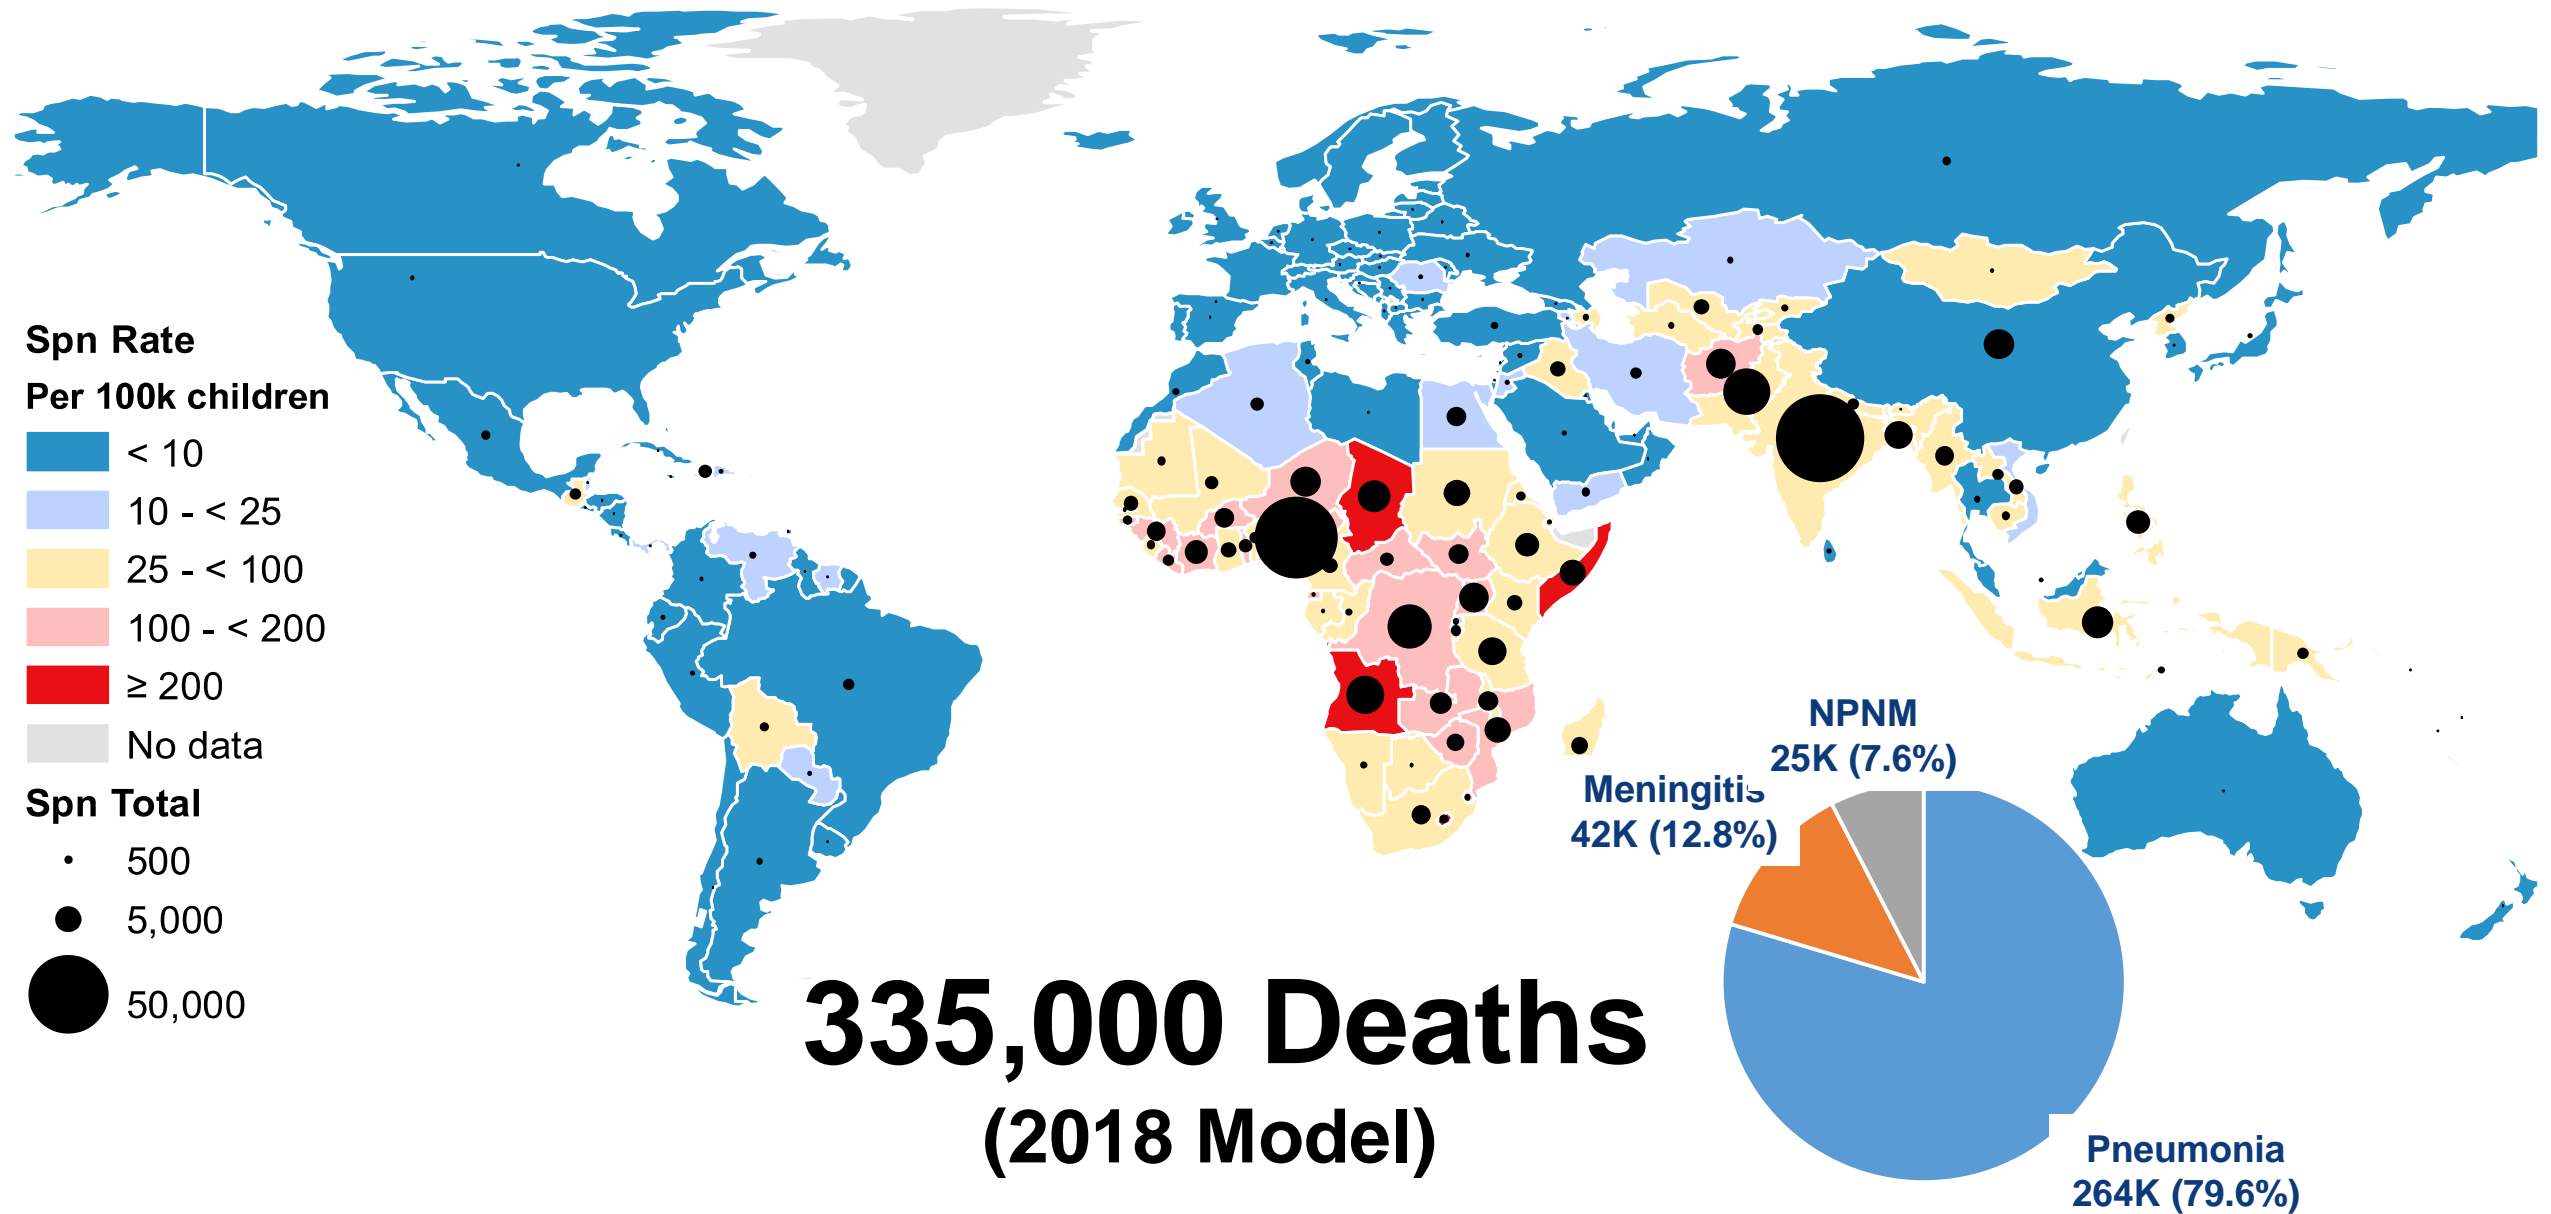 Spn Rate
Per 100k children
< 10
10 - < 25
25 - < 100
100 - < 200
≥ 200
No data
Spn Total
500
5,000
50,000
335,000 Deaths
(2018 Model)
NPNM
25K (7.6%)
Meningitis
42K (12.8%)
Pneumonia
264K (79.6%)